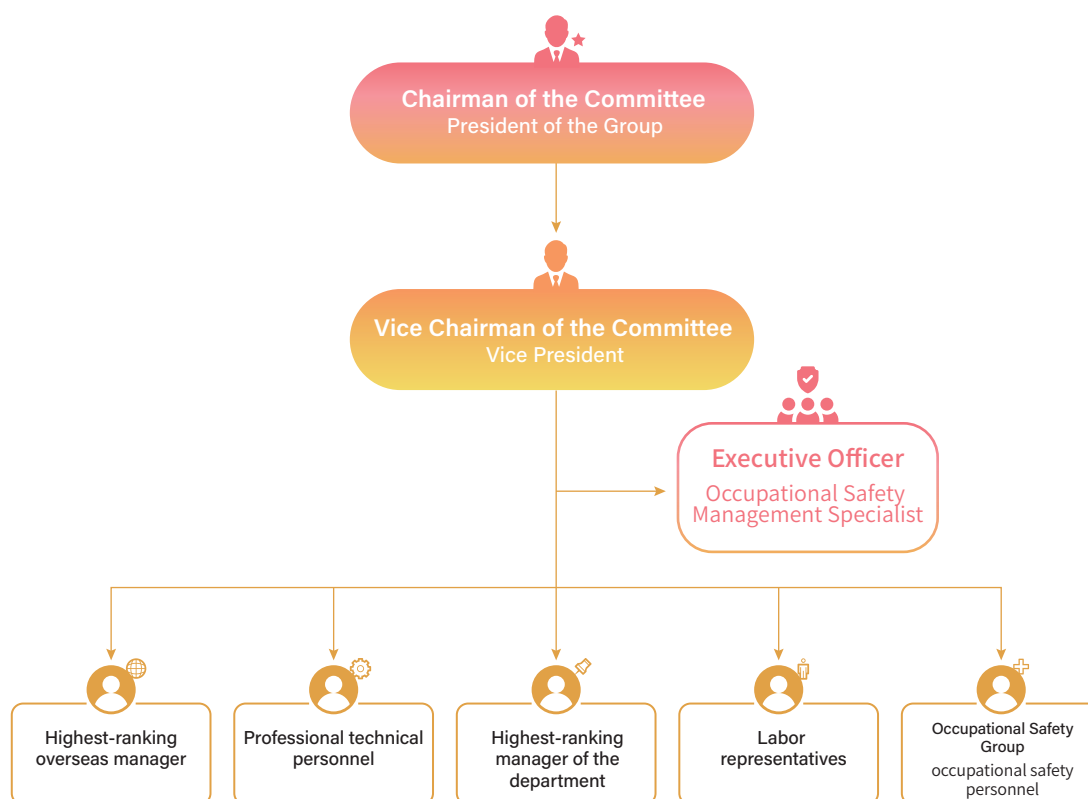 Chairman of the Committee
President of the Group
Vice Chairman of the Committee
Vice President
Executive Officer
Occupational Safety
Management Specialist
Highest-ranking
overseas manager
Professional technical
personnel
Highest-ranking
manager of the
department
Labor
representatives
Occupational Safety
Group
occupational safety
personnel